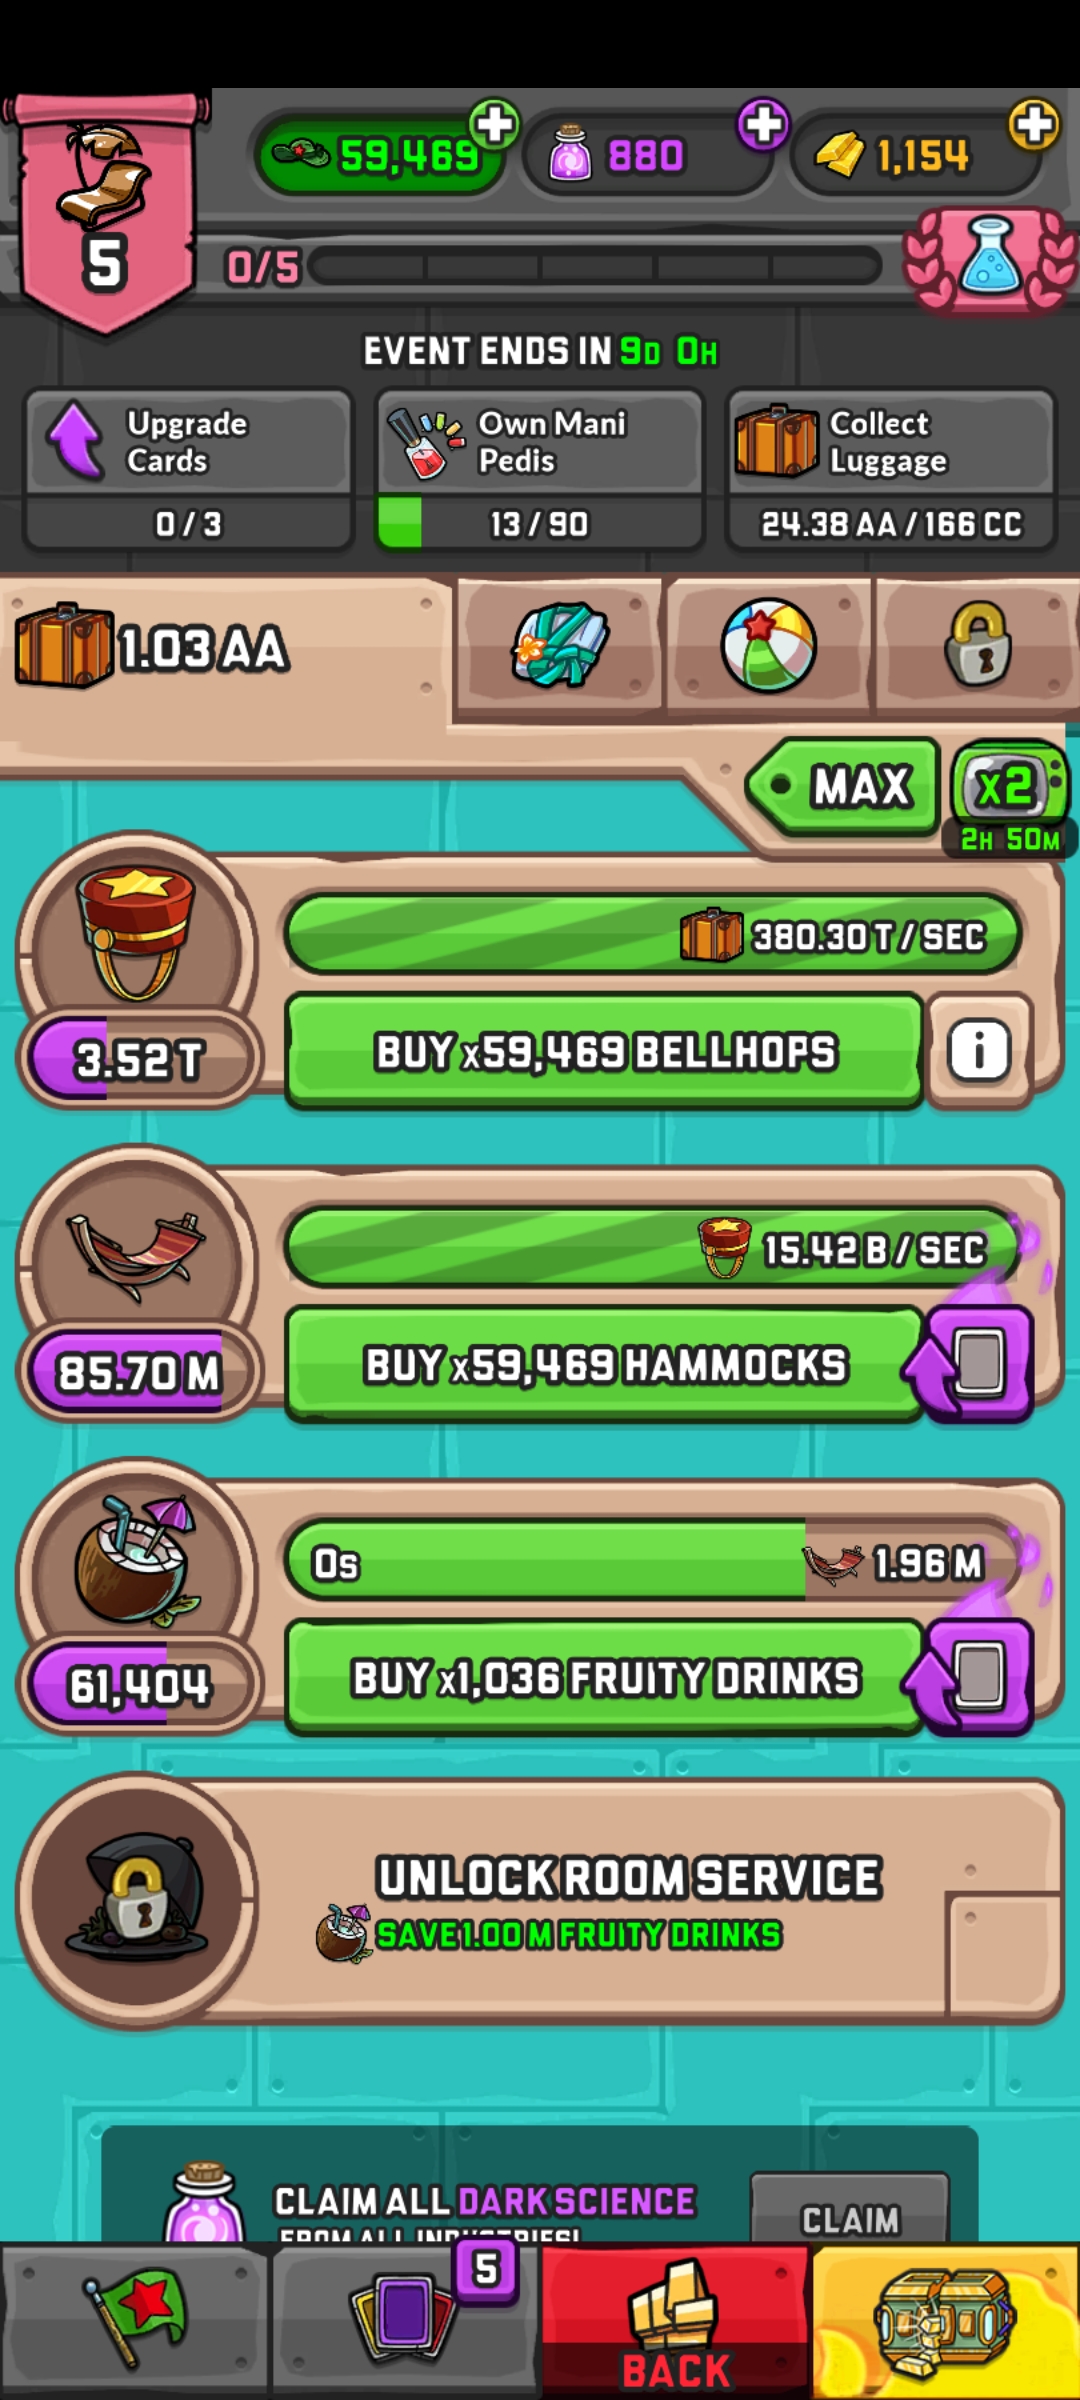 59,469
880
1,154
5
0/5
EVENT ENDS IN 9D 0H
Upgrade
Cards
0/3
Own Mani
Pedis
13/90
Collect
Luggage
24.38 AA/166 CC
1.03 AA
MAX
x2
2H 50M
380.30 T/SEC
3.52 T
BUY x59,469 BELLHOPS
i
15.42 B/SEC
85.70 M
BUY x59,469 HAMMOCKS
0s
1.96 M
61,404
BUY x1,036 FRUITY DRINKS
UNLOCK ROOM SERVICE
SAVE 1.00 M FRUITY DRINKS
CLAIM ALL DARK SCIENCE
FROM ALL INDUSTRIES!
CLAIM
5
BACK